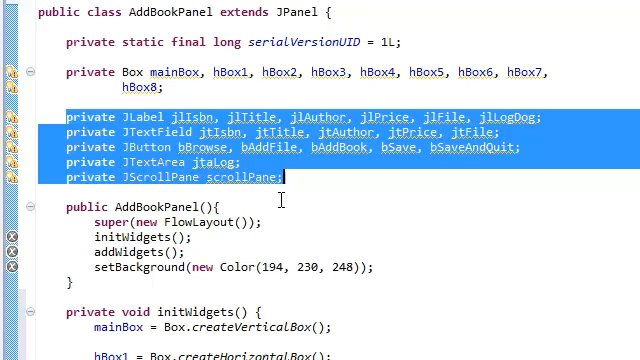 public class AddBookPanel extends JPanel {
private static final long serialVersionUID = 1L;
private Box mainBox, hBox1, hBox2, hBox3, hBox4, hBox5, hBox6, hBox7,
hBox8;
private JLabel jlIsbn, jlTitle, jlAuthor, jlPrice, jlFile, jlLogDog;
private JTextField jtIsbn, jtTitle, jtAuthor, jtPrice, jtFile;
private JButton bBrowse, bAddFile, bAddBook, bSave, bSaveAndQuit;
private JTextArea jtaLog;
private JScrollPane scrollPane;
public AddBookPanel(){
super(new FlowLayout());
initWidgets();
addWidgets();
setBackground(new Color(194, 230, 248));
}
private void initWidgets() {
mainBox = Box.createVerticalBox();
hBox1 = Box.createHorizontalBox();